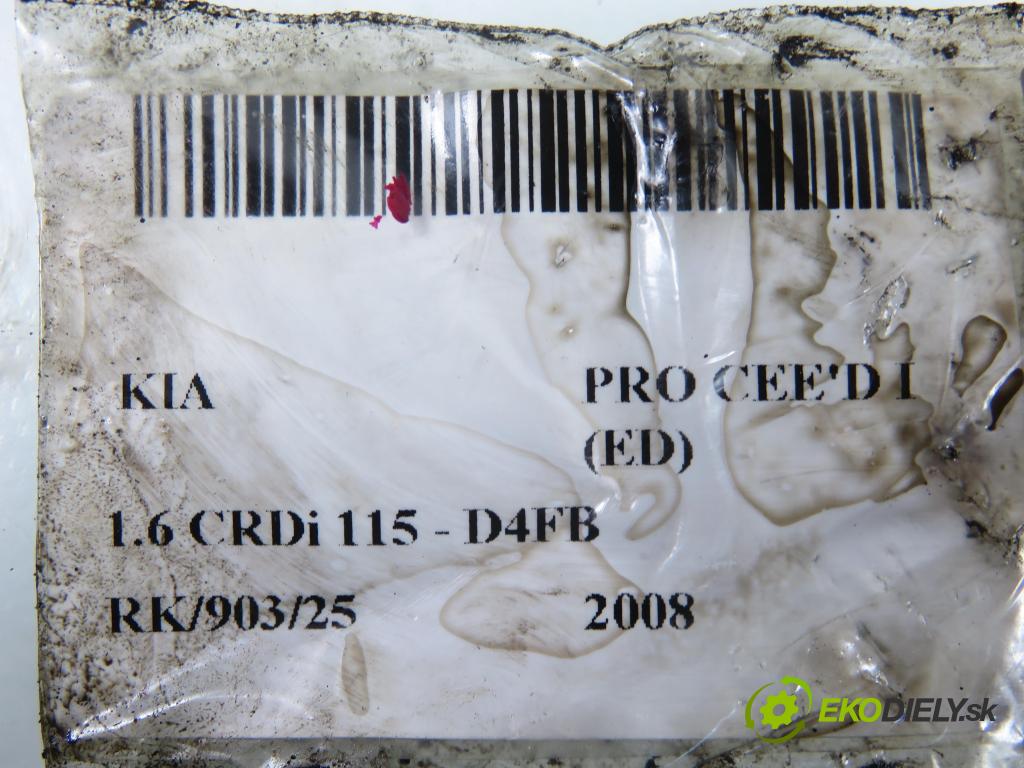 KIA PRO CEE'D I
(ED)
1.6 CRDi 115 - D4FB
RK/903/25 2008
EKODIELY.sk